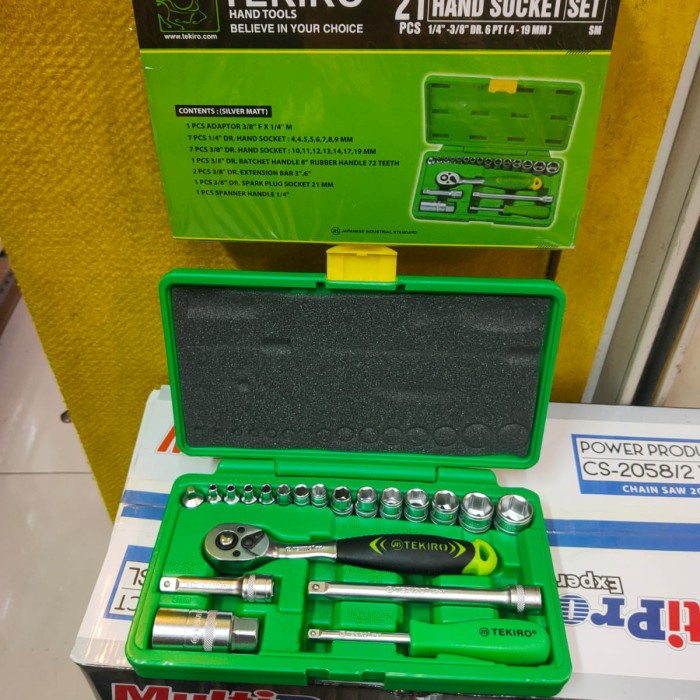 TEKIRO
HAND TOOLS
BELIEVE IN YOUR CHOICE
www.tekiro.com
21
PCS
HAND SOCKET SET
1/4" -3/8" DR. 6 PT ( 4 - 19 MM )
SM
CONTENTS : (SILVER MATT)
1 PCS ADAPTOR 3/8" F X 1/4" M
7 PCS 1/4" DR. HAND SOCKET : 4,4.5,5,6,7,8,9 MM
7 PCS 3/8" DR. HAND SOCKET : 10,11,12,13,14,17,19 MM
1 PCS 3/8" DR. RATCHET HANDLE 8" RUBBER HANDLE 72 TEETH
2 PCS 3/8" DR. EXTENSION BAR 3",6"
1 PCS 3/8" DR. SPARK PLUG SOCKET 21 MM
1 PCS SPANNER HANDLE 1/4"
JAPANESE INDUSTRIAL STANDARD
POWER PRODU
CS-2058/2
CHAIN SAW 20
TEKIRO
TEKIRO®
Exper
tiPro
CT
SL
Multip